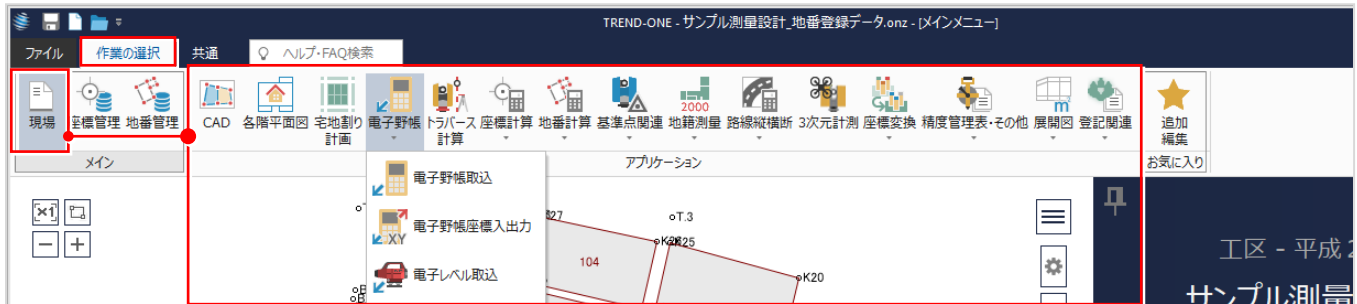 TREND-ONE - サンプル測量設計_地番登録データ.onz - [メインメニュー]
ファイル 作業の選択 共通 ヘルプ・FAQ検索
現場 座標管理 地番管理 CAD 各階平面図 宅地割り計画 電子野帳 トラバース計算 座標計算 地番計算 基準点関連 2000 地籍測量 路線縦横断 3次元計測 座標変換 精度管理表・その他 m 展開図 登記関連 追加編集
メイン アプリケーション お気に入り
電子野帳取込
XY 電子野帳座標入出力
電子レベル取込
×1
27 T.3
K25
104
K20
工区 - 平成
サンプル測量